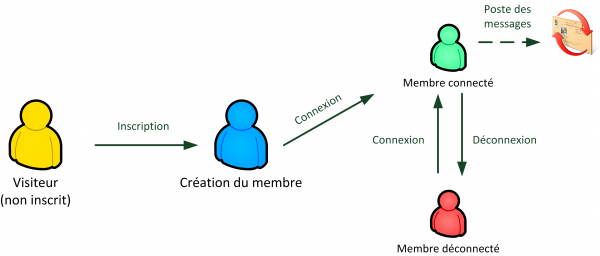 Poste des
messages
Membre connecté
Connexion
Inscription
Connexion
Déconnexion
Visiteur
(non inscrit)
Création du membre
Membre déconnecté